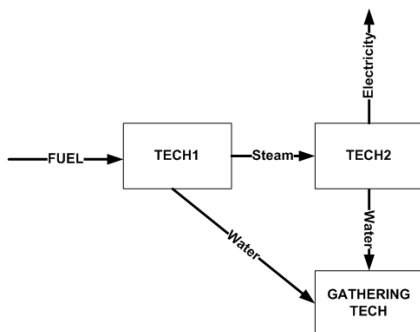 Electricity
FUEL
TECH1
Steam
TECH2
Water
Water
GATHERING
TECH